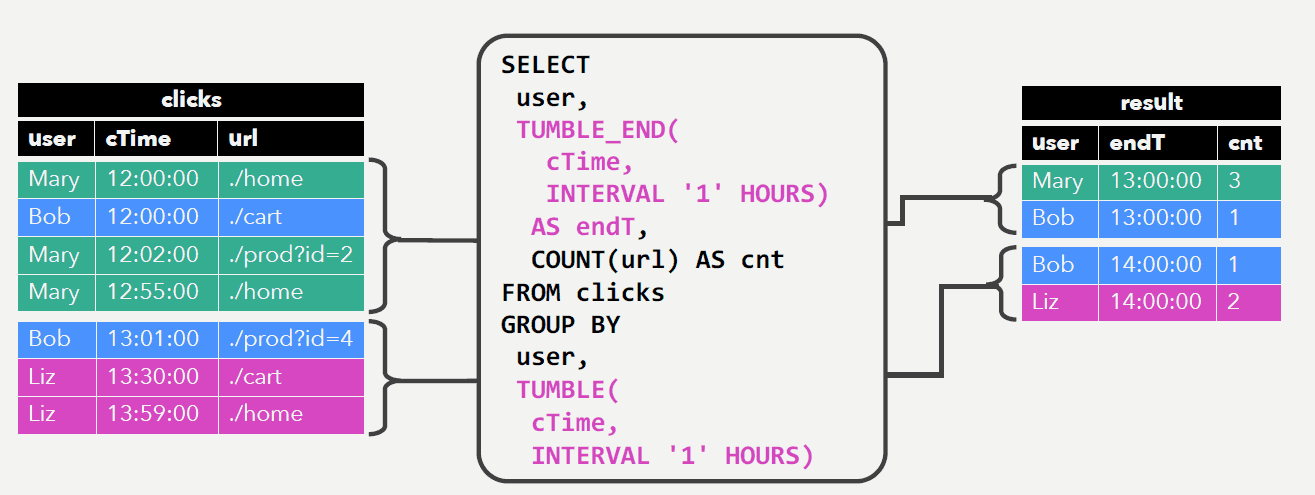 clicks
user cTime url
Mary 12:00:00 ./home
Bob 12:00:00 ./cart
Mary 12:02:00 ./prod?id=2
Mary 12:55:00 ./home
Bob 13:01:00 ./prod?id=4
Liz 13:30:00 ./cart
Liz 13:59:00 ./home
SELECT
user,
TUMBLE_END(
cTime,
INTERVAL '1' HOURS)
AS endT,
COUNT(url) AS cnt
FROM clicks
GROUP BY
user,
TUMBLE(
cTime,
INTERVAL '1' HOURS)
result
user endT cnt
Mary 13:00:00 3
Bob 13:00:00 1
Bob 14:00:00 1
Liz 14:00:00 2